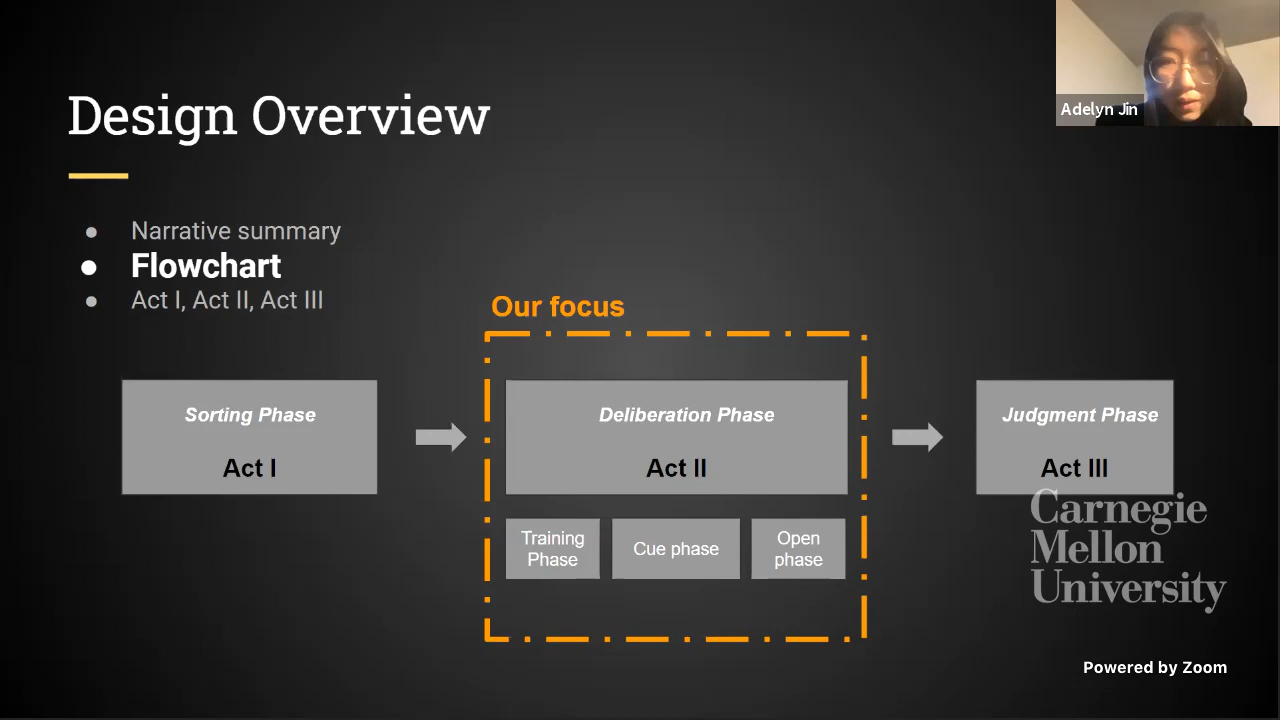 Adelyn Jin
Design Overview
Narrative summary
Flowchart
Act I, Act II, Act III
Our focus
Sorting Phase
Act I
Deliberation Phase
Act II
Judgment Phase
Act III
Training
Phase
Cue phase
Open
phase
Carnegie
Mellon
University
Powered by Zoom